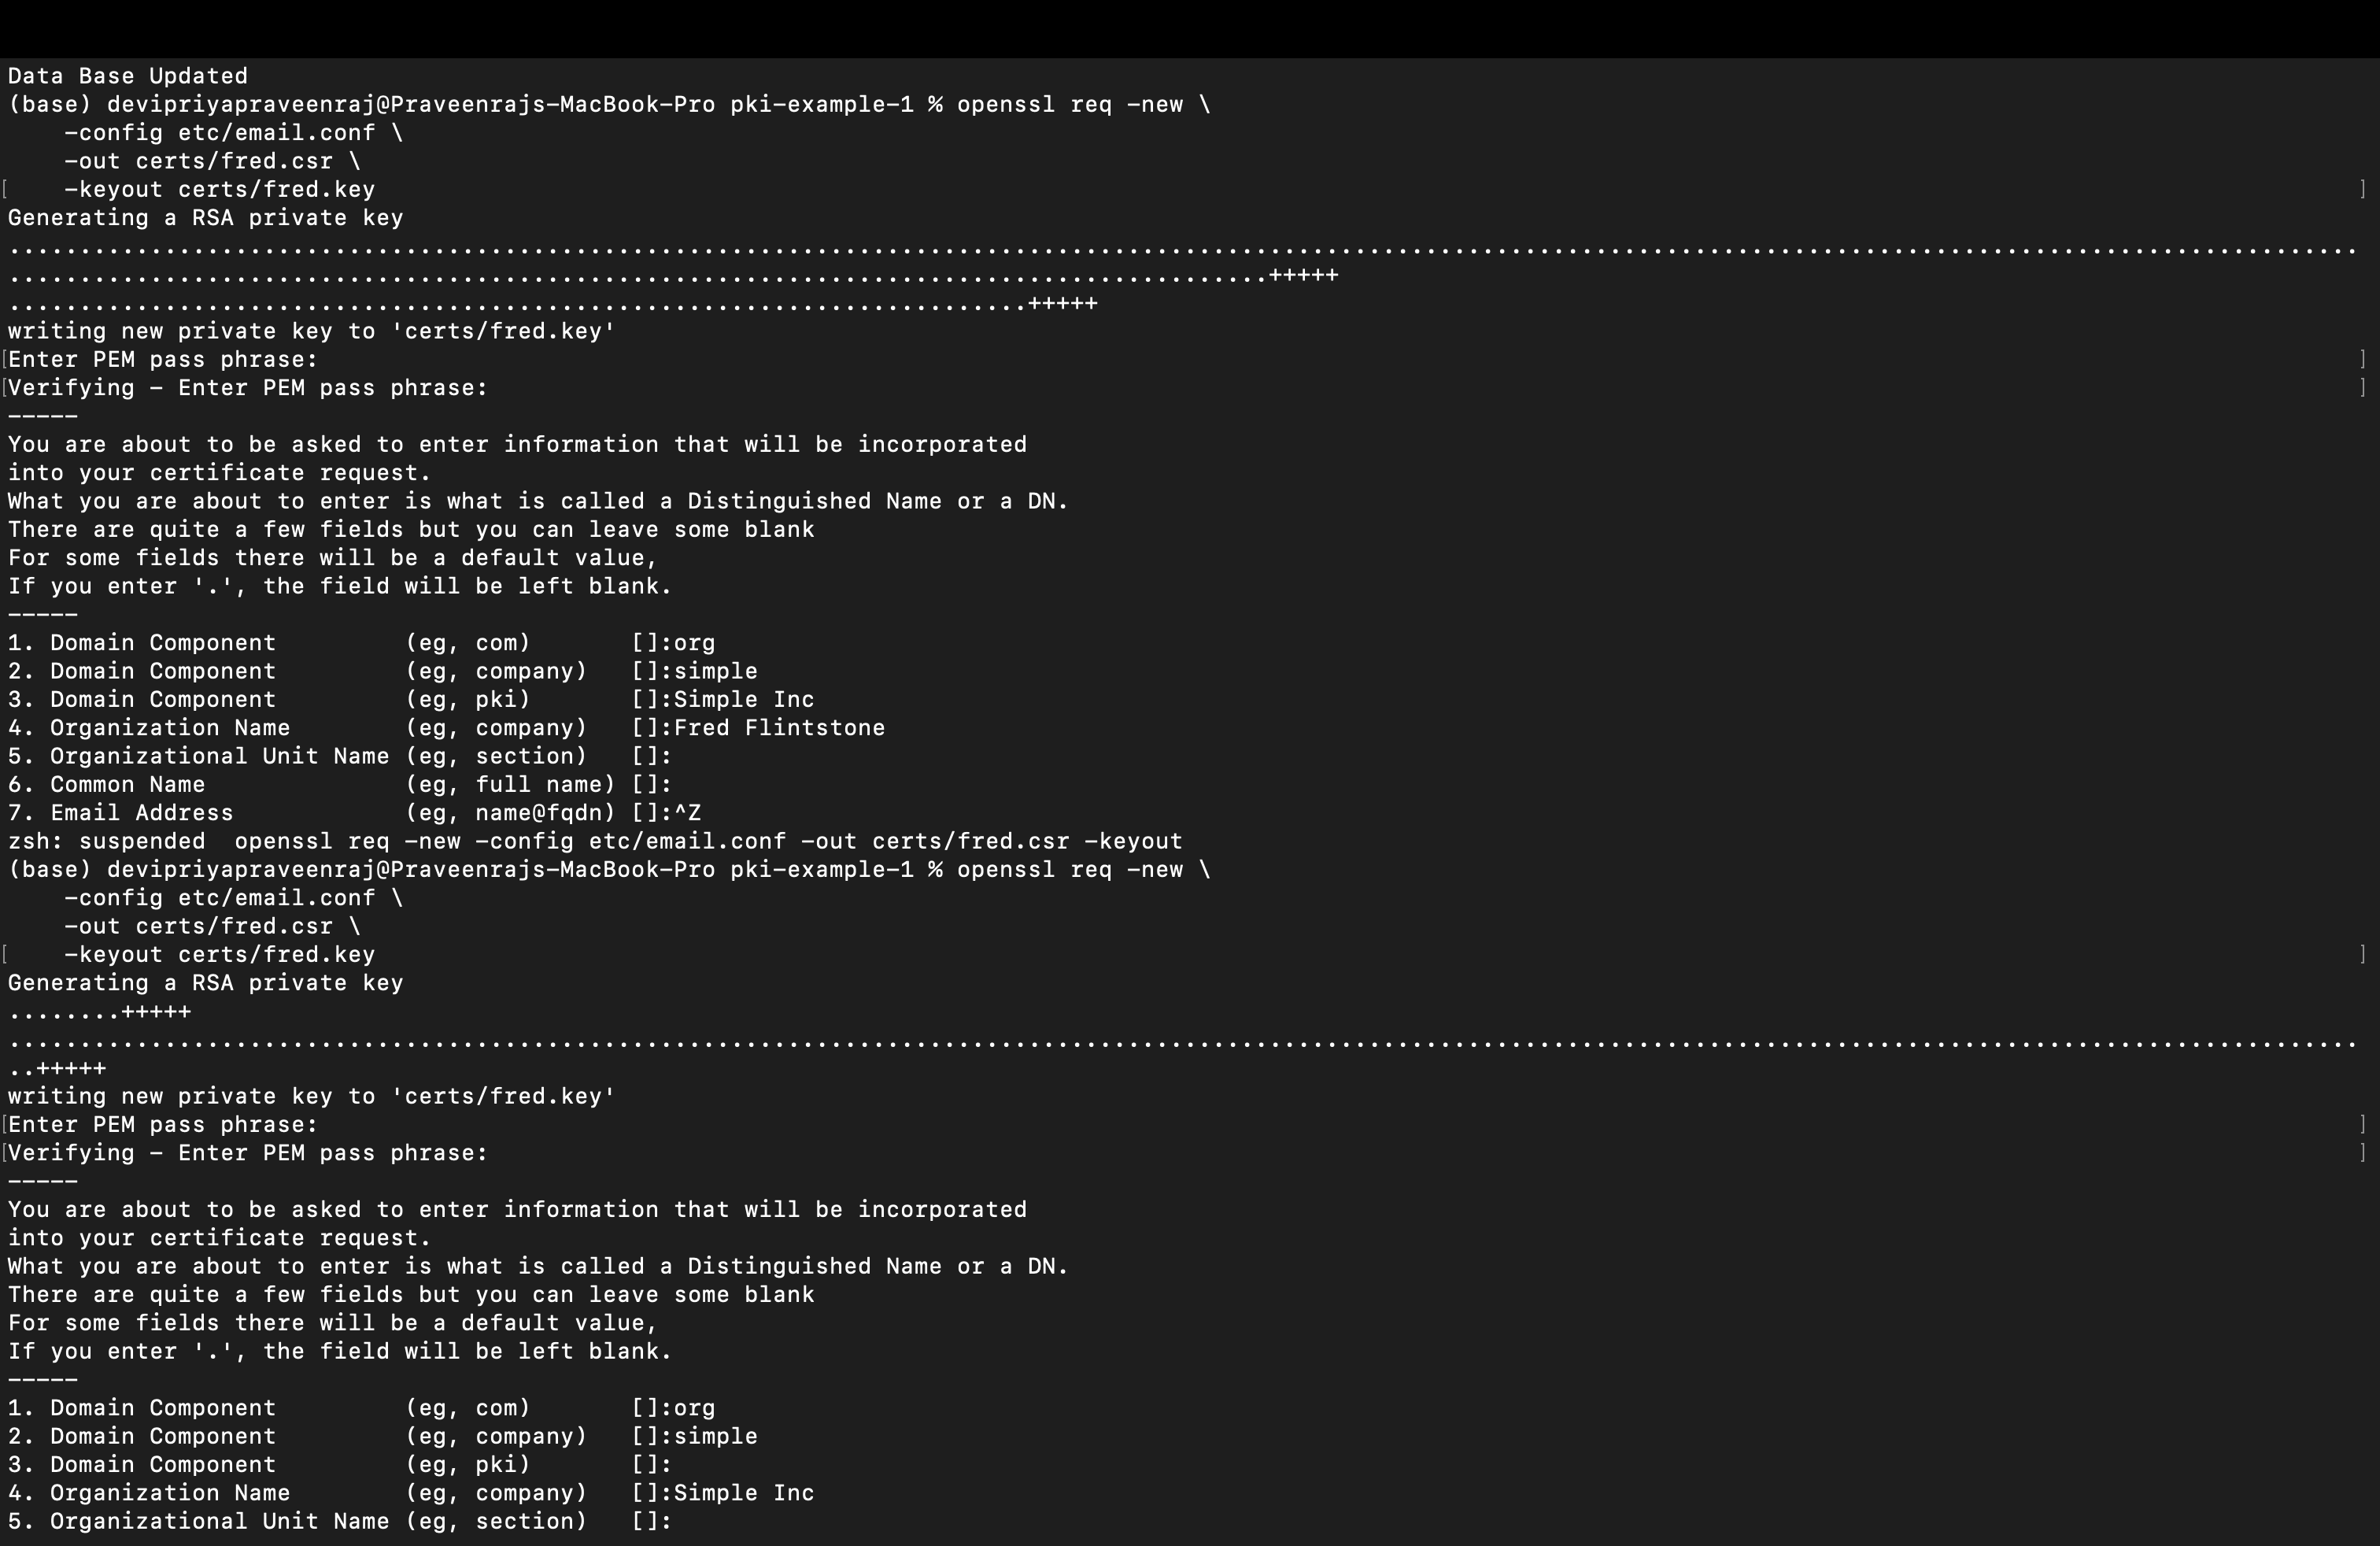 Data Base Updated
(base) devipriyapraveenraj@Praveenrajs-MacBook-Pro pki-example-1 % openssl req -new \
    -config etc/email.conf \
    -out certs/fred.csr \
[    -keyout certs/fred.key ]
Generating a RSA private key
......................................................................................................................................................................
.........................................................................................+++++
........................................................................+++++
writing new private key to 'certs/fred.key'
[Enter PEM pass phrase: ]
[Verifying - Enter PEM pass phrase: ]
-----
You are about to be asked to enter information that will be incorporated
into your certificate request.
What you are about to enter is what is called a Distinguished Name or a DN.
There are quite a few fields but you can leave some blank
For some fields there will be a default value,
If you enter '.', the field will be left blank.
-----
1. Domain Component         (eg, com)       []:org
2. Domain Component         (eg, company)   []:simple
3. Domain Component         (eg, pki)       []:Simple Inc
4. Organization Name        (eg, company)   []:Fred Flintstone
5. Organizational Unit Name (eg, section)   []:
6. Common Name              (eg, full name) []:
7. Email Address            (eg, name@fqdn) []:^Z
zsh: suspended  openssl req -new -config etc/email.conf -out certs/fred.csr -keyout
(base) devipriyapraveenraj@Praveenrajs-MacBook-Pro pki-example-1 % openssl req -new \
    -config etc/email.conf \
    -out certs/fred.csr \
[    -keyout certs/fred.key ]
Generating a RSA private key
........+++++
......................................................................................................................................................................
..+++++
writing new private key to 'certs/fred.key'
[Enter PEM pass phrase: ]
[Verifying - Enter PEM pass phrase: ]
-----
You are about to be asked to enter information that will be incorporated
into your certificate request.
What you are about to enter is what is called a Distinguished Name or a DN.
There are quite a few fields but you can leave some blank
For some fields there will be a default value,
If you enter '.', the field will be left blank.
-----
1. Domain Component         (eg, com)       []:org
2. Domain Component         (eg, company)   []:simple
3. Domain Component         (eg, pki)       []:
4. Organization Name        (eg, company)   []:Simple Inc
5. Organizational Unit Name (eg, section)   []: